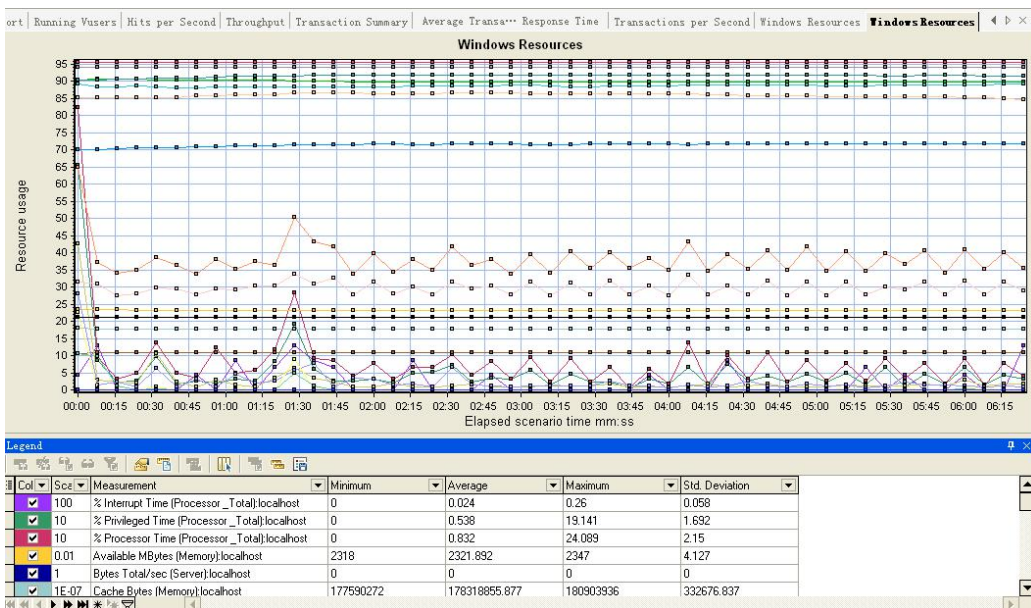 ort Running Vusers Hits per Second Throughput Transaction Summary Average Transa··· Response Time Transactions per Second Windows Resources Windows Resources
Windows Resources
95
90
85
80
75
70
65
60
55
50
45
40
35
30
25
20
15
10
5
0
Resource usage
00:00 00:15 00:30 00:45 01:00 01:15 01:30 01:45 02:00 02:15 02:30 02:45 03:00 03:15 03:30 03:45 04:00 04:15 04:30 04:45 05:00 05:15 05:30 05:45 06:00 06:15
Elapsed scenario time mm:ss
Legend
Col Sca Measurement Minimum Average Maximum Std. Deviation
100 % Interrupt Time (Processor _Total):localhost 0 0.024 0.26 0.058
10 % Privileged Time (Processor _Total):localhost 0 0.538 19.141 1.692
10 % Processor Time (Processor _Total):localhost 0 0.832 24.089 2.15
0.01 Available MBytes (Memory):localhost 2318 2321.892 2347 4.127
1 Bytes Total/sec (Server):localhost 0 0 0 0
1E-07 Cache Bytes (Memory):localhost 177590272 178318855.877 180903936 332676.837